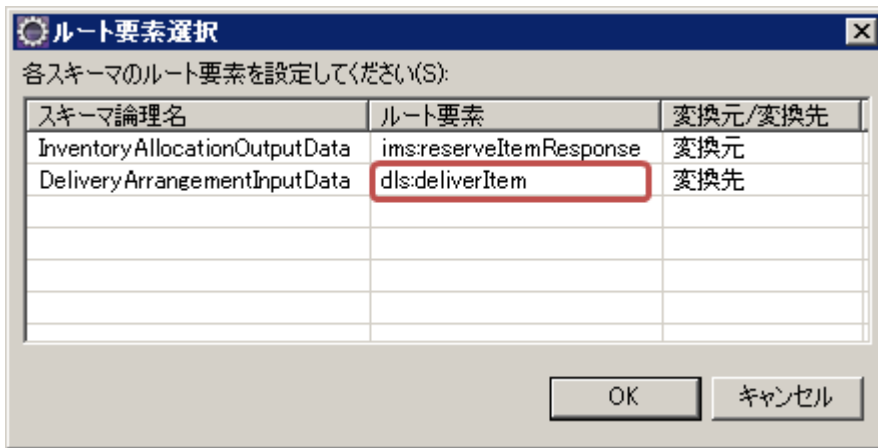 ルート要素選択
各スキーマのルート要素を設定してください(S):
スキーマ論理名 ルート要素 変換元/変換先
InventoryAllocationOutputData ims:reserveItemResponse 変換元
DeliveryArrangementInputData dls:deliverItem 変換先
OK キャンセル